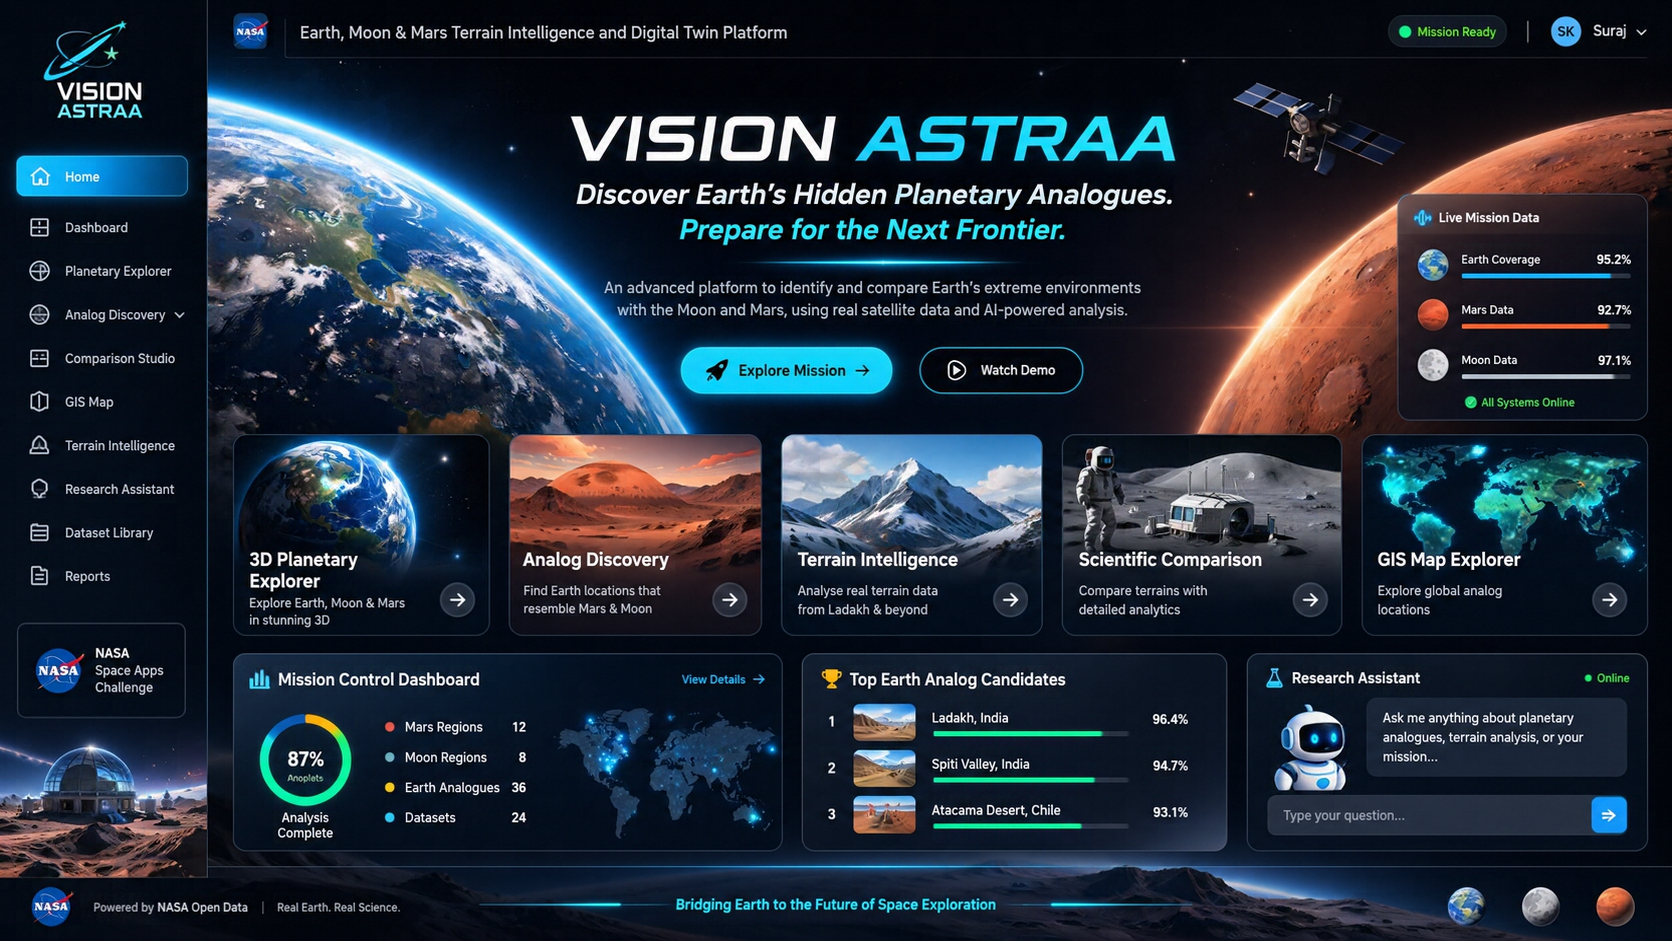 VISION
ASTRAA
Home
Dashboard
Planetary Explorer
Analog Discovery
Comparison Studio
GIS Map
Terrain Intelligence
Research Assistant
Dataset Library
Reports
NASA
NASA
Space Apps
Challenge
NASA
Earth, Moon & Mars Terrain Intelligence and Digital Twin Platform
Mission Ready
SK
Suraj
VISION ASTRAA
Discover Earth's Hidden Planetary Analogues.
Prepare for the Next Frontier.
An advanced platform to identify and compare Earth's extreme environments
with the Moon and Mars, using real satellite data and AI-powered analysis.
Explore Mission
Watch Demo
Live Mission Data
Earth Coverage 95.2%
Mars Data 92.7%
Moon Data 97.1%
All Systems Online
3D Planetary
Explorer
Explore Earth, Moon & Mars
in stunning 3D
Analog Discovery
Find Earth locations that
resemble Mars & Moon
Terrain Intelligence
Analyse real terrain data
from Ladakh & beyond
Scientific Comparison
Compare terrains with
detailed analytics
GIS Map Explorer
Explore global analog
locations
Mission Control Dashboard
View Details
87%
Anoplets
Analysis
Complete
Mars Regions 12
Moon Regions 8
Earth Analogues 36
Datasets 24
Top Earth Analog Candidates
1 Ladakh, India 96.4%
2 Spiti Valley, India 94.7%
3 Atacama Desert, Chile 93.1%
Research Assistant
Online
Ask me anything about planetary
analogues, terrain analysis, or your
mission...
Type your question...
NASA
Powered by NASA Open Data
Real Earth. Real Science.
Bridging Earth to the Future of Space Exploration